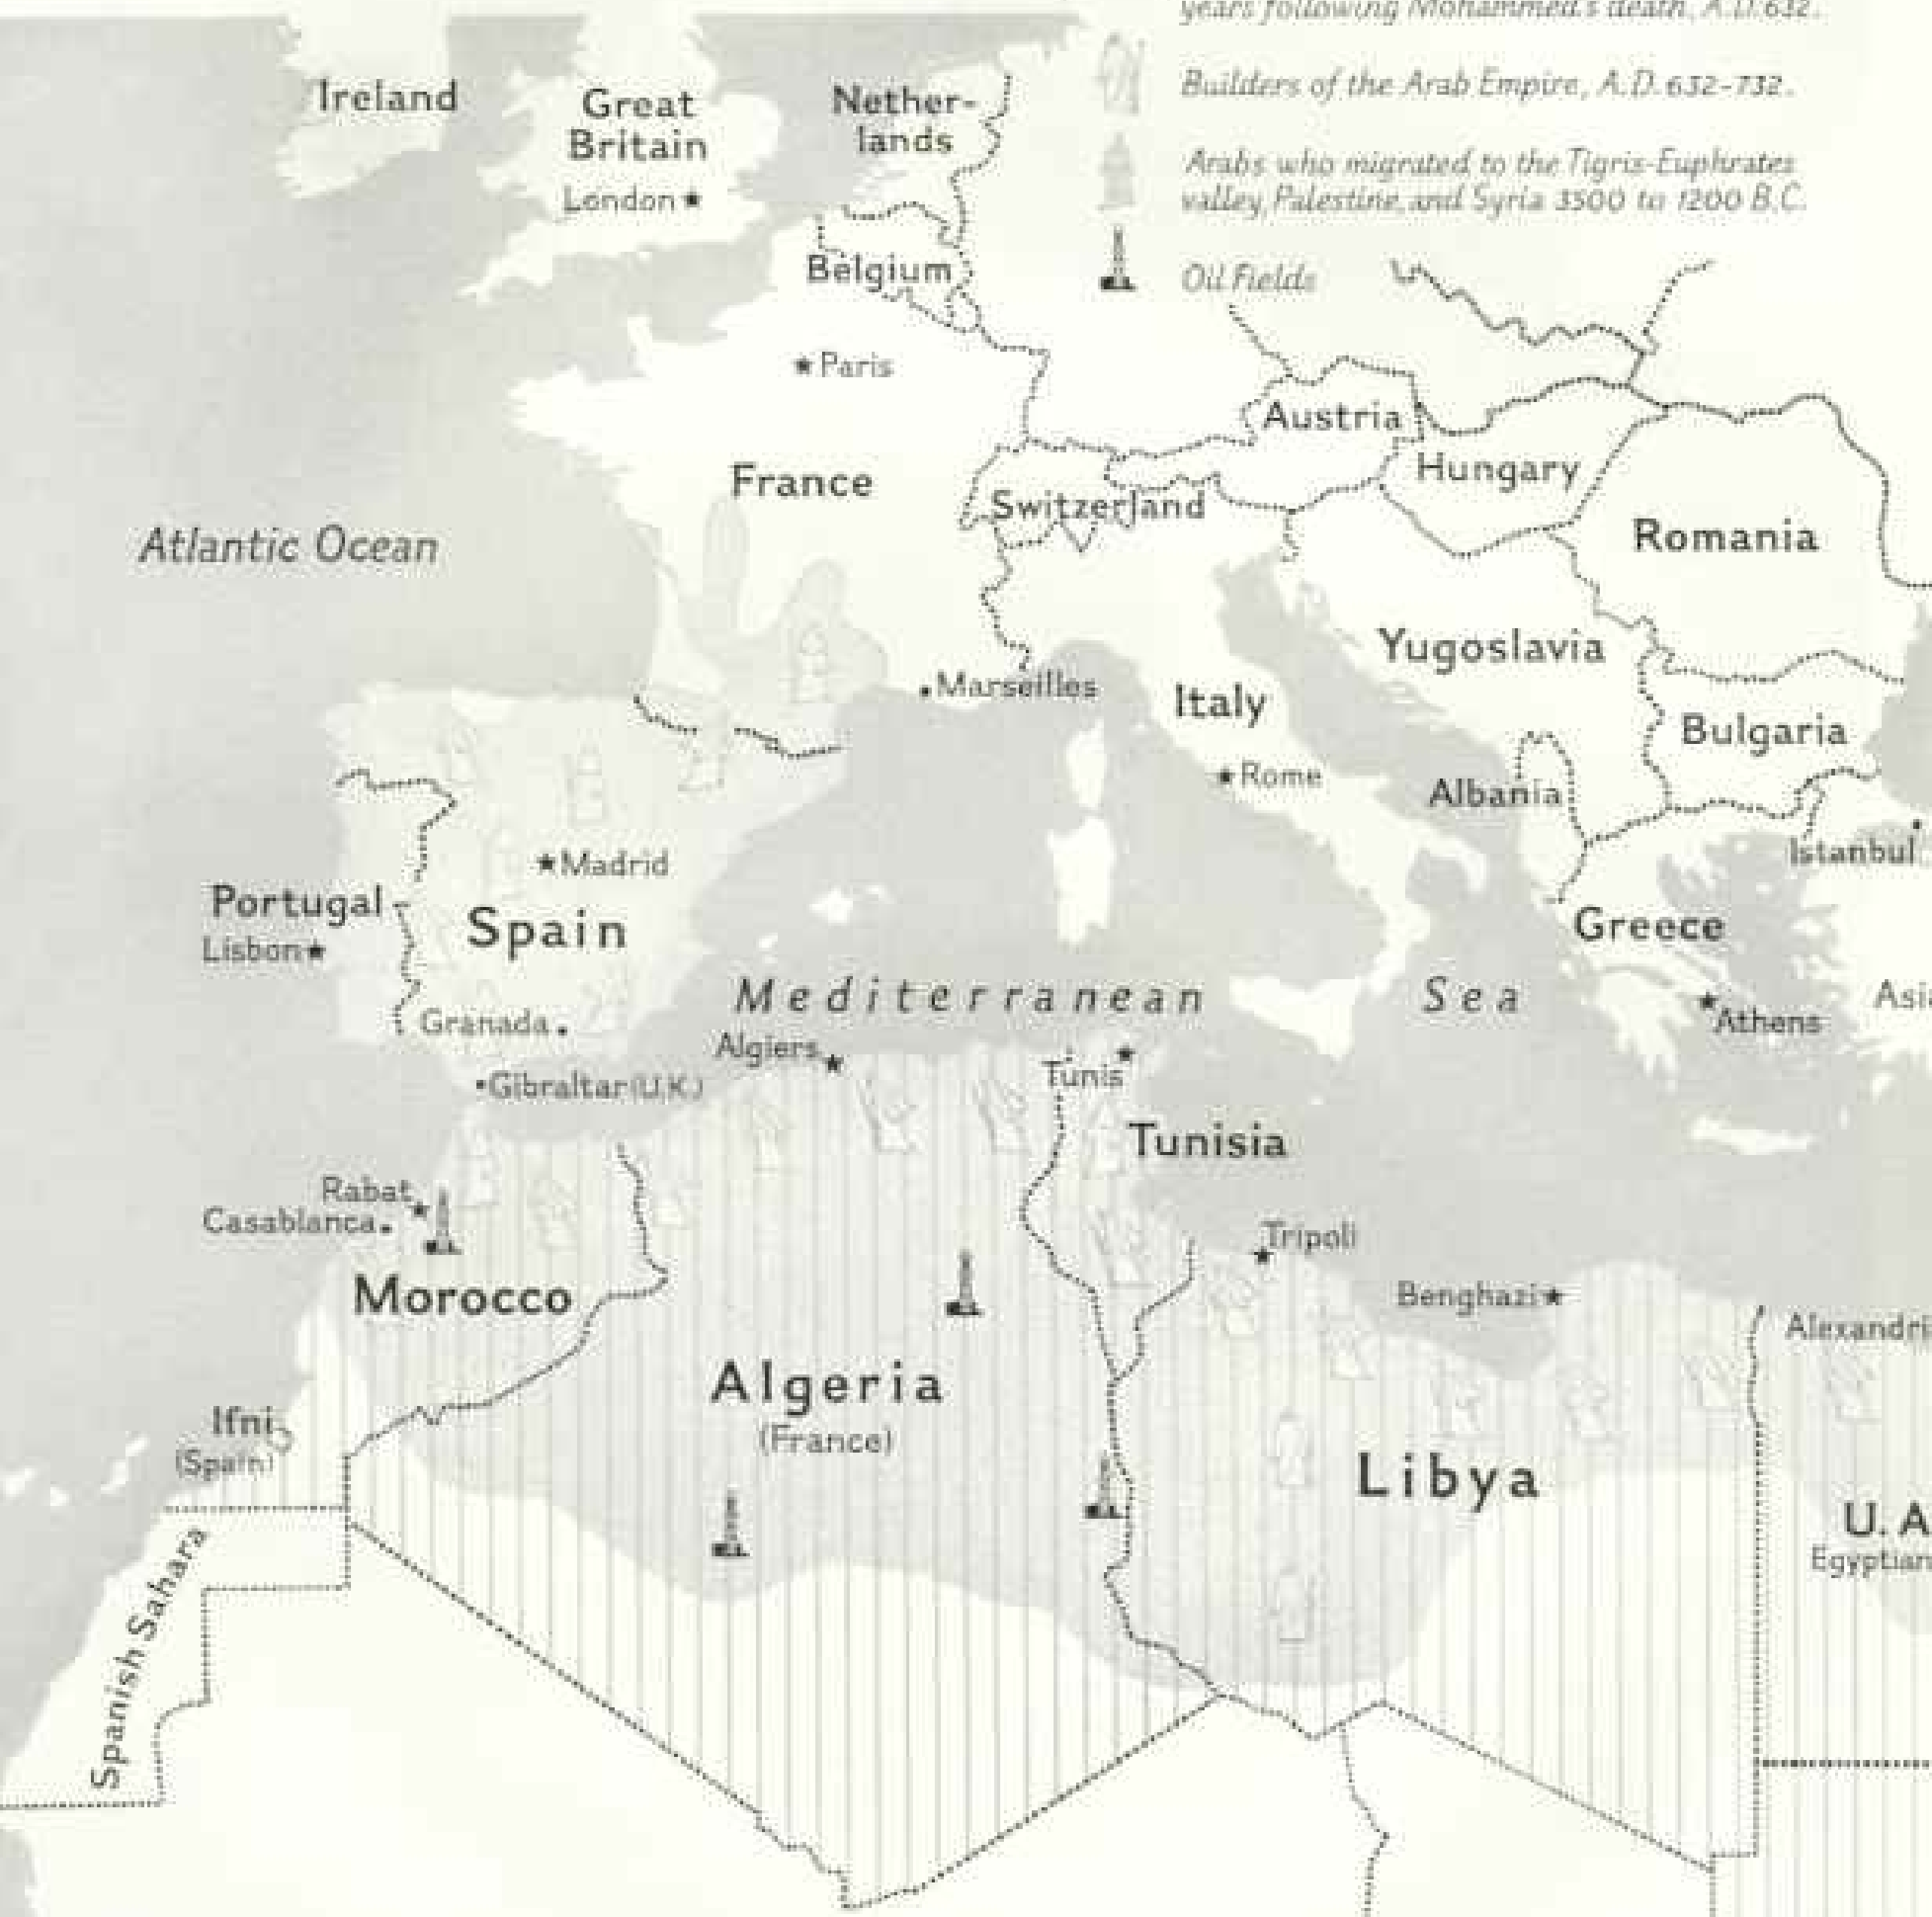 years following Mohammed's death, A.D. 632.
Builders of the Arab Empire, A.D. 632-732.
Arabs who migrated to the Tigris-Euphrates
valley, Palestine, and Syria 3500 to 1200 B.C.
Oil Fields
Ireland
Great
Britain
London
Nether-
lands
Belgium
Paris
France
Austria
Hungary
Switzerland
Romania
Atlantic Ocean
Yugoslavia
Marseilles
Italy
Bulgaria
Rome
Albania
Istanbul
Madrid
Portugal
Lisbon
Spain
Greece
Granada
Mediterranean Sea
Athens
Asia
Algiers
Tunis
Gibraltar (U.K.)
Tunisia
Rabat
Casablanca
Tripoli
Morocco
Benghazi
Alexandri
Algeria
(France)
Ifni
(Spain)
Libya
U. A
Egyptian
Spanish Sahara